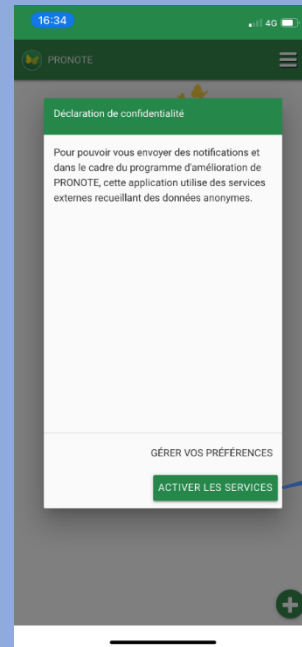 16:34
4G
PRONOTE
Déclaration de confidentialité
Pour pouvoir vous envoyer des notifications et
dans le cadre du programme d'amélioration de
PRONOTE, cette application utilise des services
externes recueillant des données anonymes.
GÉRER VOS PRÉFÉRENCES
ACTIVER LES SERVICES